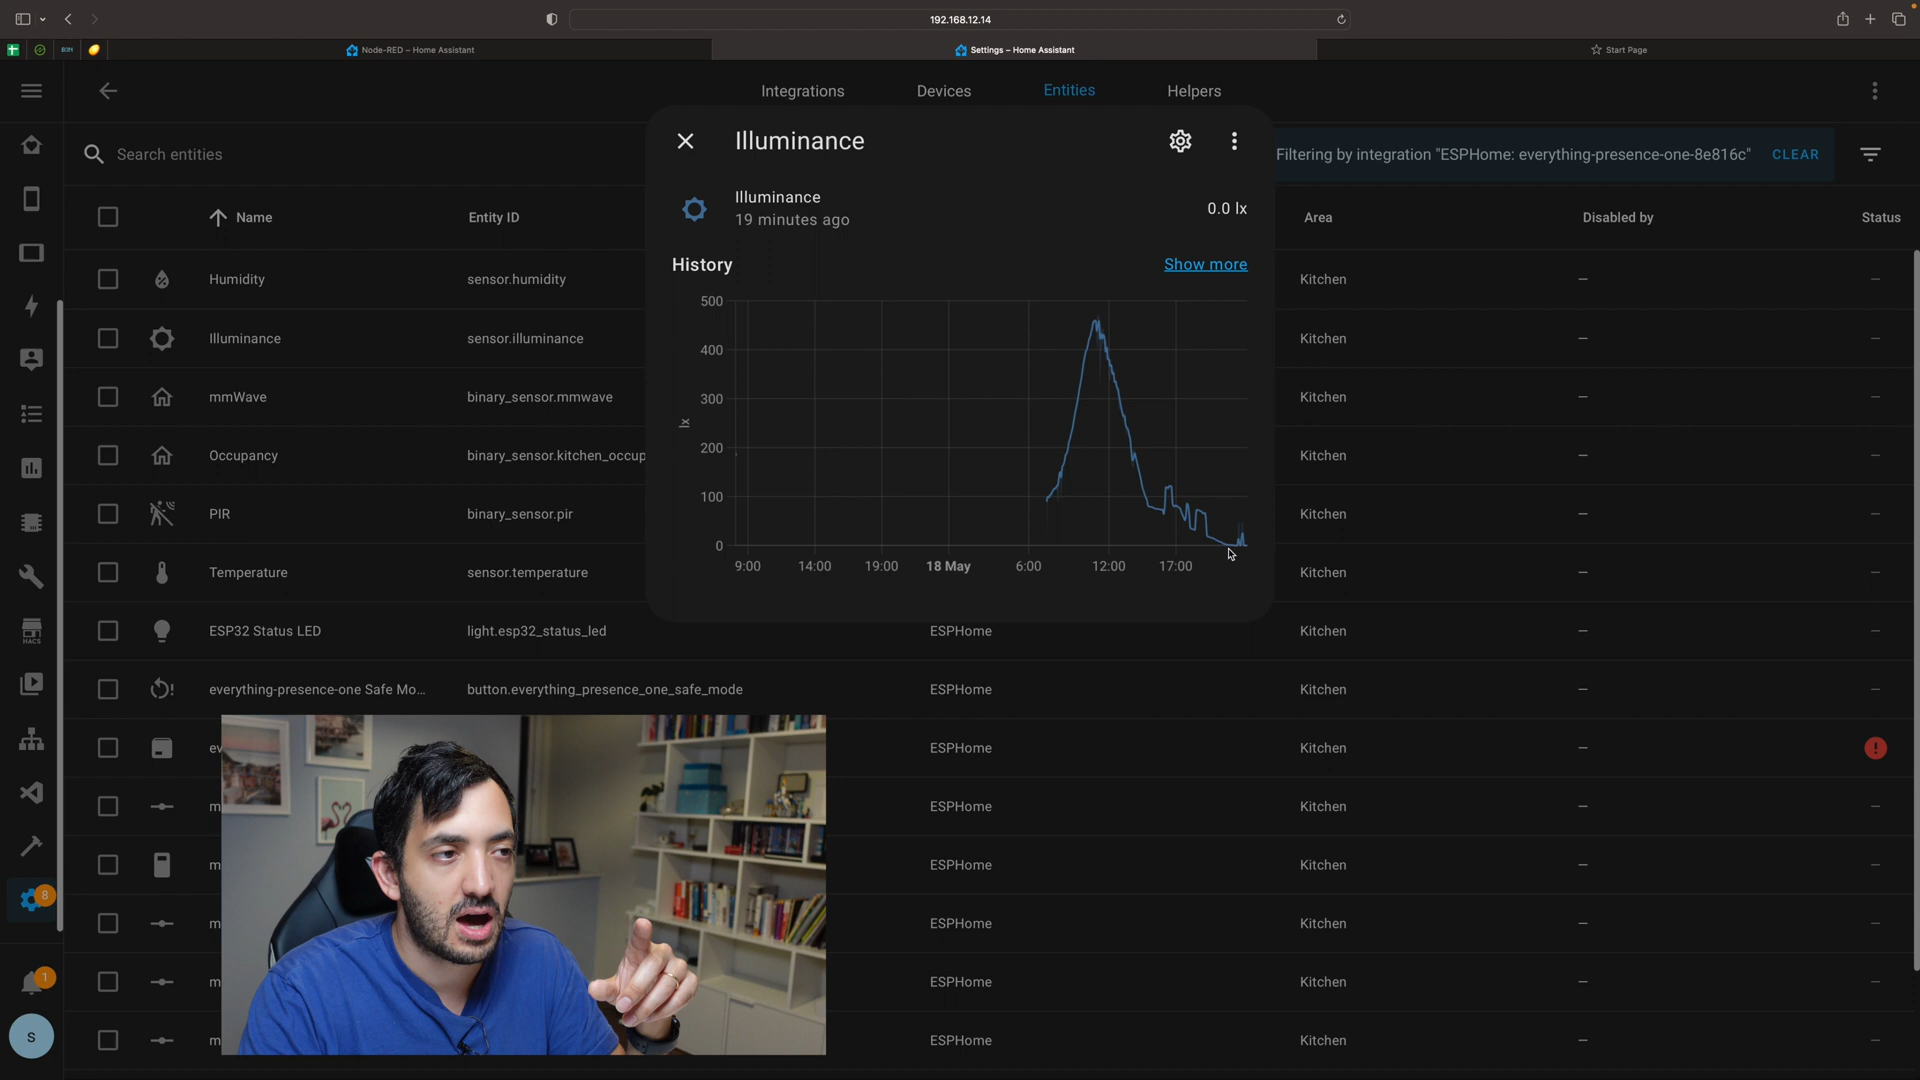 192.168.12.14
Node-RED – Home Assistant
Settings – Home Assistant
Start Page
Integrations
Devices
Entities
Helpers
Search entities
Filtering by integration "ESPHome: everything-presence-one-8e816c"
CLEAR
Name
Entity ID
Area
Disabled by
Status
Illuminance
Illuminance
19 minutes ago
0.0 lx
History
Show more
500
400
300
200
100
0
lx
9:00
14:00
19:00
18 May
6:00
12:00
17:00
Humidity
sensor.humidity
Kitchen
–
–
Illuminance
sensor.illuminance
Kitchen
–
–
mmWave
binary_sensor.mmwave
Kitchen
–
–
Occupancy
binary_sensor.kitchen_occup
Kitchen
–
–
PIR
binary_sensor.pir
Kitchen
–
–
Temperature
sensor.temperature
Kitchen
–
–
ESP32 Status LED
light.esp32_status_led
ESPHome
Kitchen
–
–
everything-presence-one Safe Mo...
button.everything_presence_one_safe_mode
ESPHome
Kitchen
–
–
ev
ESPHome
Kitchen
–
m
ESPHome
Kitchen
–
–
m
ESPHome
Kitchen
–
–
m
ESPHome
Kitchen
–
–
m
ESPHome
Kitchen
–
–
m
ESPHome
Kitchen
–
–
HACS
8
1
S